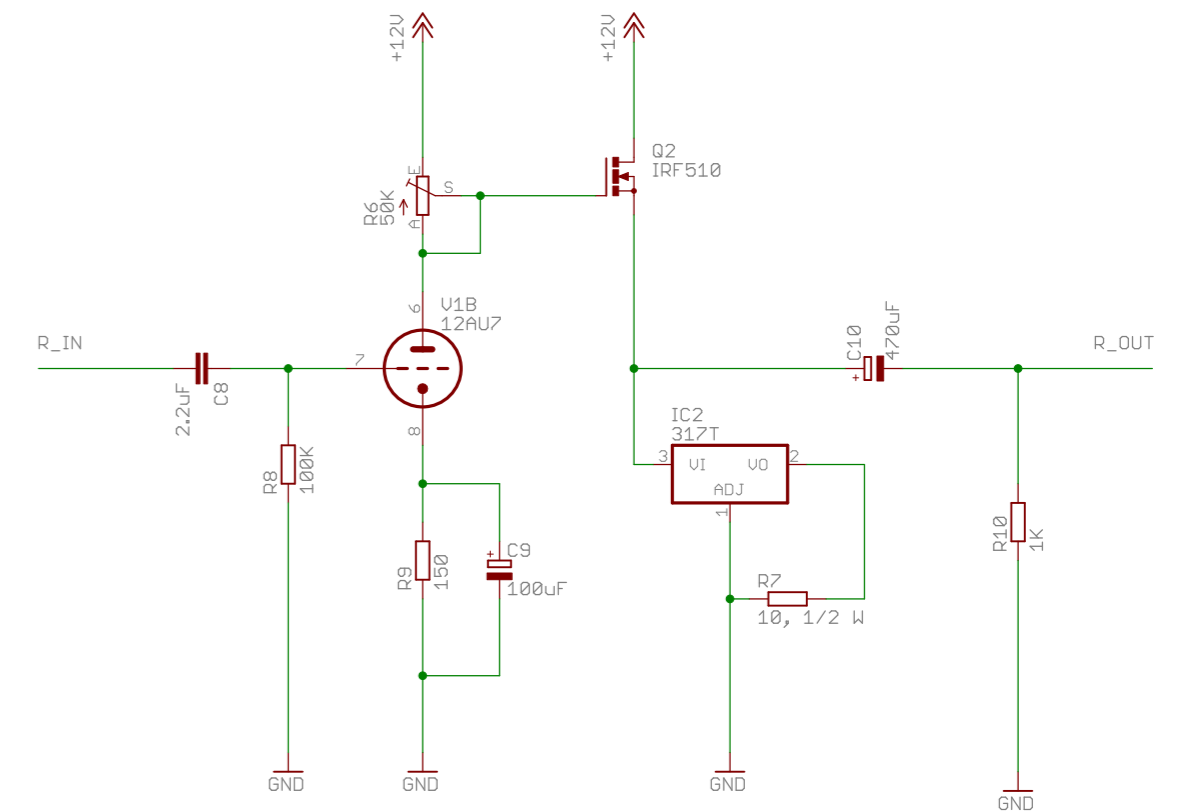 +12V
+12V
Q2
IRF510
E
S
A
R6
50K
6
V1B
12AU7
R_IN
7
2.2uF
C8
8
R8
100K
R9
150
+
C9
100uF
C10
470uF
+
R_OUT
IC2
317T
3
VI
VO
2
ADJ
1
R7
10, 1/2 W
R10
1K
GND
GND
GND
GND